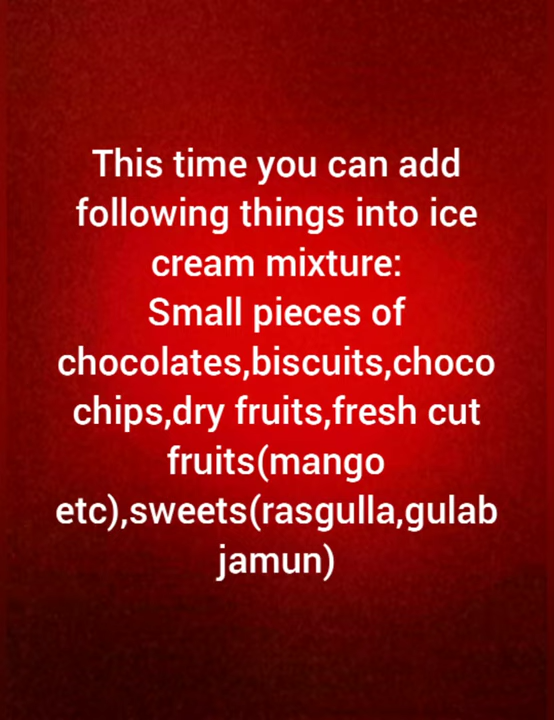 This time you can add
following things into ice
cream mixture:
Small pieces of
chocolates,biscuits,choco
chips,dry fruits,fresh cut
fruits(mango
etc),sweets(rasgulla,gulab
jamun)